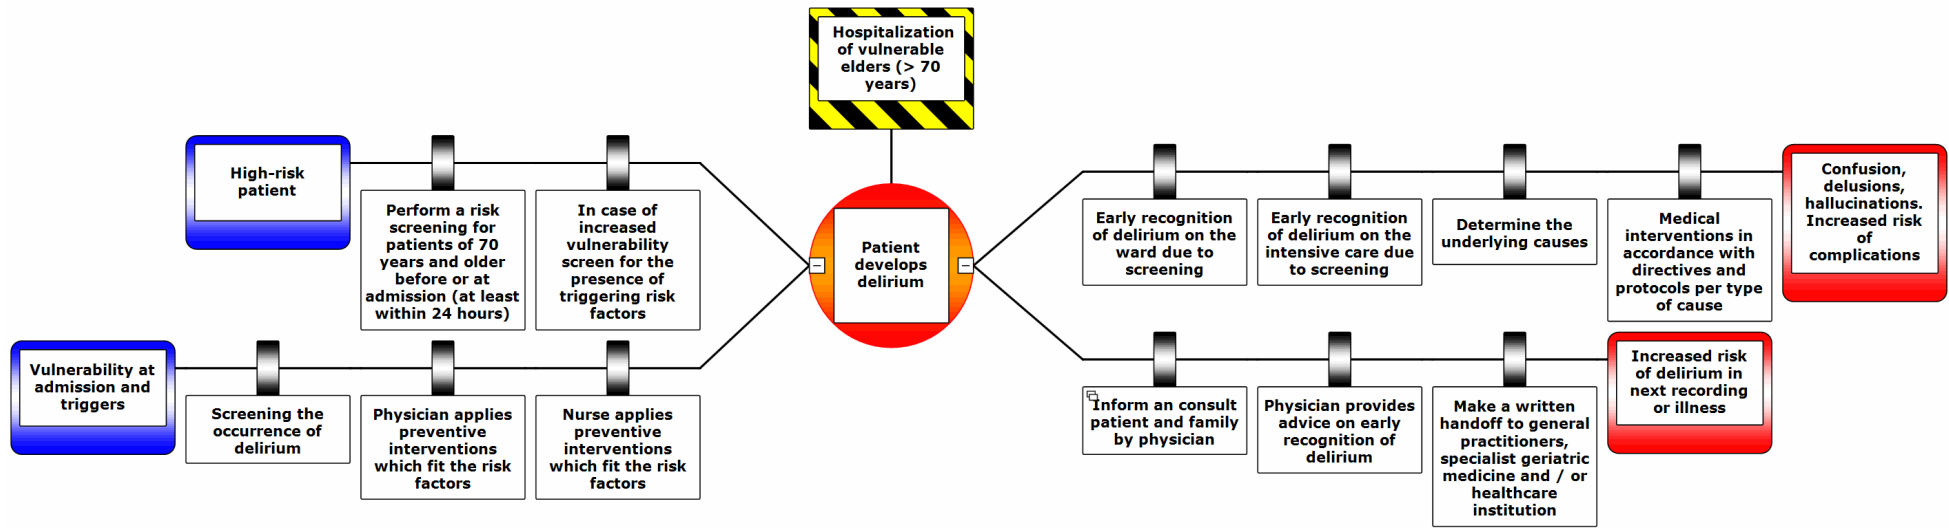 Hospitalization
of vulnerable
elders (> 70
years)
High-risk
patient
Perform a risk
screening for
patients of 70
years and older
before or at
admission (at least
within 24 hours)
In case of
increased
vulnerability
screen for the
presence of
triggering risk
factors
Patient
develops
delirium
Early recognition
of delirium on the
ward due to
screening
Early recognition
of delirium on the
intensive care due
to screening
Determine the
underlying causes
Medical
interventions in
accordance with
directives and
protocols per type
of cause
Confusion,
delusions,
hallucinations.
Increased risk
of
complications
Vulnerability at
admission and
triggers
Screening the
occurrence of
delirium
Physician applies
preventive
interventions
which fit the risk
factors
Nurse applies
preventive
interventions
which fit the risk
factors
Inform an consult
patient and family
by physician
Physician provides
advice on early
recognition of
delirium
Make a written
handoff to general
practitioners,
specialist geriatric
medicine and / or
healthcare
institution
Increased risk
of delirium in
next recording
or illness